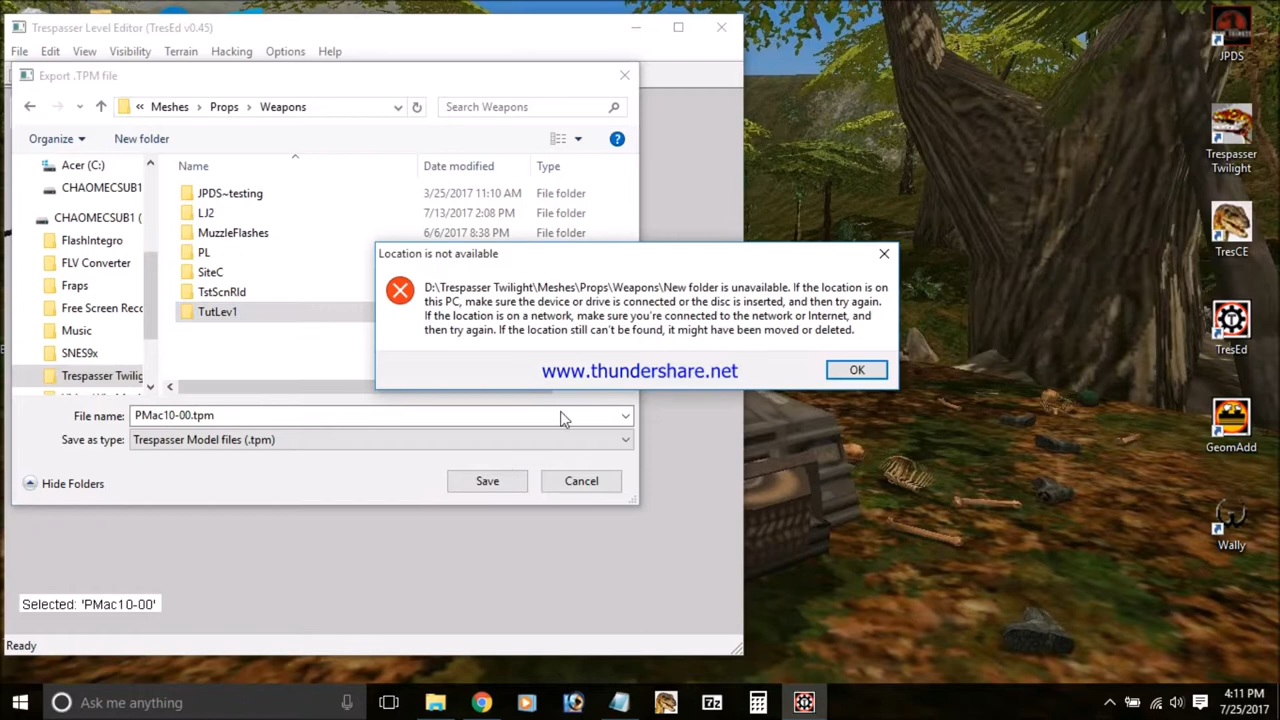 Trespasser Level Editor (TresEd v0.45)
File Edit View Visibility Terrain Hacking Options Help
Export .TPM file
« Meshes › Props › Weapons
Search Weapons
Organize
New folder
Acer (C:)
CHAOMECSUB1
CHAOMECSUB1 (
FlashIntegro
FLV Converter
Fraps
Free Screen Rec
Music
SNES9x
Trespasser Twilig
Name Date modified Type
JPDS~testing 3/25/2017 11:10 AM File folder
LJ2 7/13/2017 2:08 PM File folder
MuzzleFlashes 6/6/2017 8:38 PM File folder
PL
SiteC
TstScnRld
TutLev1
Location is not available
D:\Trespasser Twilight\Meshes\Props\Weapons\New folder is unavailable. If the location is on
this PC, make sure the device or drive is connected or the disc is inserted, and then try again.
If the location is on a network, make sure you're connected to the network or Internet, and
then try again. If the location still can't be found, it might have been moved or deleted.
www.thundershare.net
OK
File name: PMac10-00.tpm
Save as type: Trespasser Model files (.tpm)
Hide Folders
Save
Cancel
Selected: 'PMac10-00'
Ready
JPDS
Trespasser
Twilight
TresCE
TresEd
GeomAdd
Wally
Ask me anything
7z
4:11 PM
7/25/2017